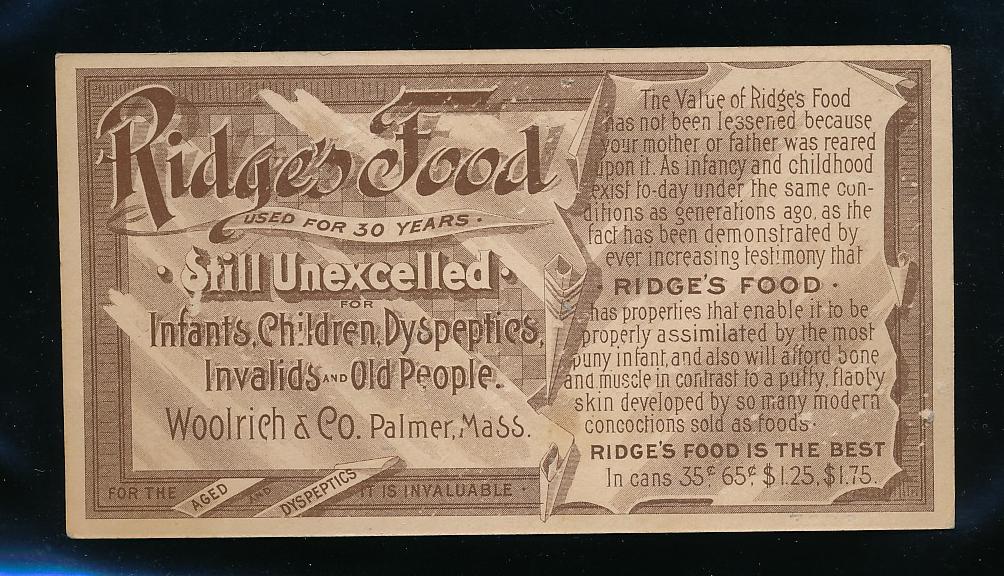 Ridge's Food
USED FOR 30 YEARS.
Still Unexcelled
FOR
Infants, Children, Dyspeptics,
Invalids AND Old People.
Woolrich & Co. Palmer, Mass.
FOR THE AGED AND DYSPEPTICS IT IS INVALUABLE
The Value of Ridge's Food
has not been lessened because
your mother or father was reared
upon it. As infancy and childhood
exist to-day under the same con-
ditions as generations ago, as the
fact has been demonstrated by
ever increasing testimony that
RIDGE'S FOOD
has properties that enable it to be
properly assimilated by the most
puny infant, and also will afford bone
and muscle in contrast to a puffy, flabby
skin developed by so many modern
concoctions sold as foods.
RIDGE'S FOOD IS THE BEST
In cans 35¢ 65¢ $1.25, $1.75.